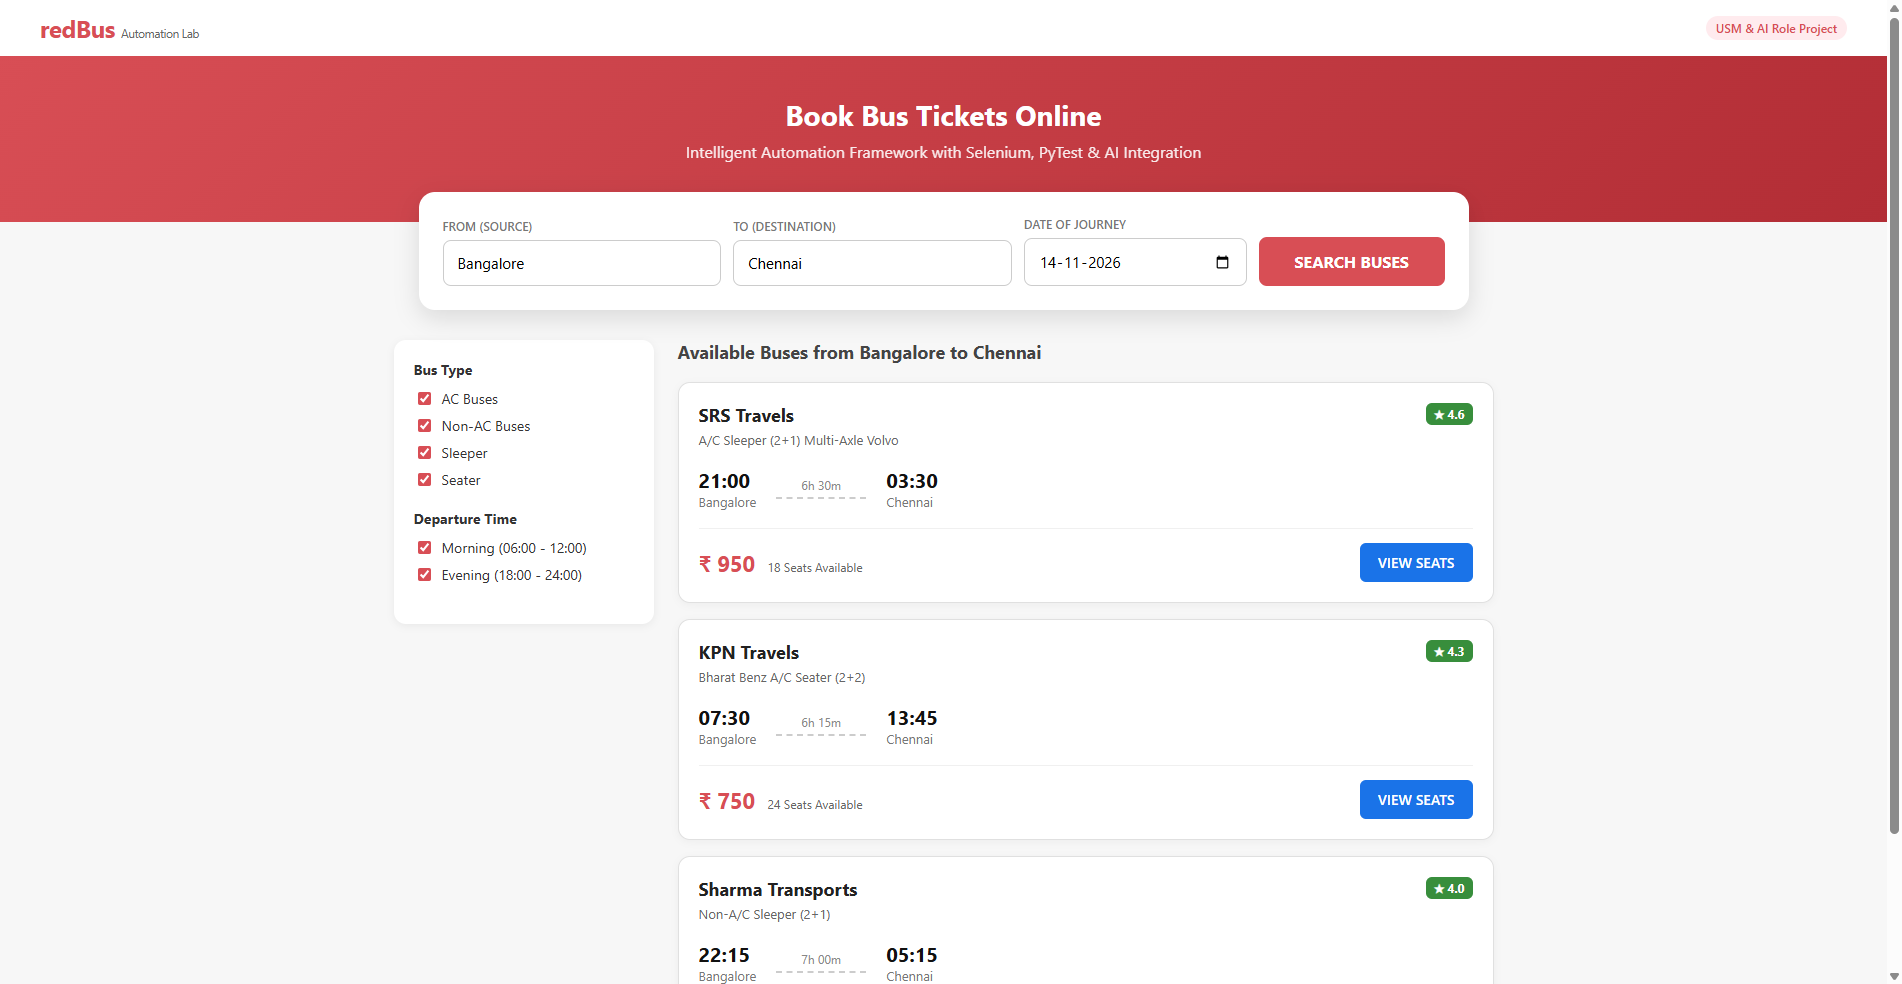 redBus Automation Lab
USM & AI Role Project
Book Bus Tickets Online
Intelligent Automation Framework with Selenium, PyTest & AI Integration
FROM (SOURCE)
Bangalore
TO (DESTINATION)
Chennai
DATE OF JOURNEY
14-11-2026
SEARCH BUSES
Bus Type
AC Buses
Non-AC Buses
Sleeper
Seater
Departure Time
Morning (06:00 - 12:00)
Evening (18:00 - 24:00)
Available Buses from Bangalore to Chennai
SRS Travels
★ 4.6
A/C Sleeper (2+1) Multi-Axle Volvo
21:00 6h 30m 03:30
Bangalore Chennai
₹ 950 18 Seats Available
VIEW SEATS
KPN Travels
★ 4.3
Bharat Benz A/C Seater (2+2)
07:30 6h 15m 13:45
Bangalore Chennai
₹ 750 24 Seats Available
VIEW SEATS
Sharma Transports
★ 4.0
Non-A/C Sleeper (2+1)
22:15 7h 00m 05:15
Bangalore Chennai